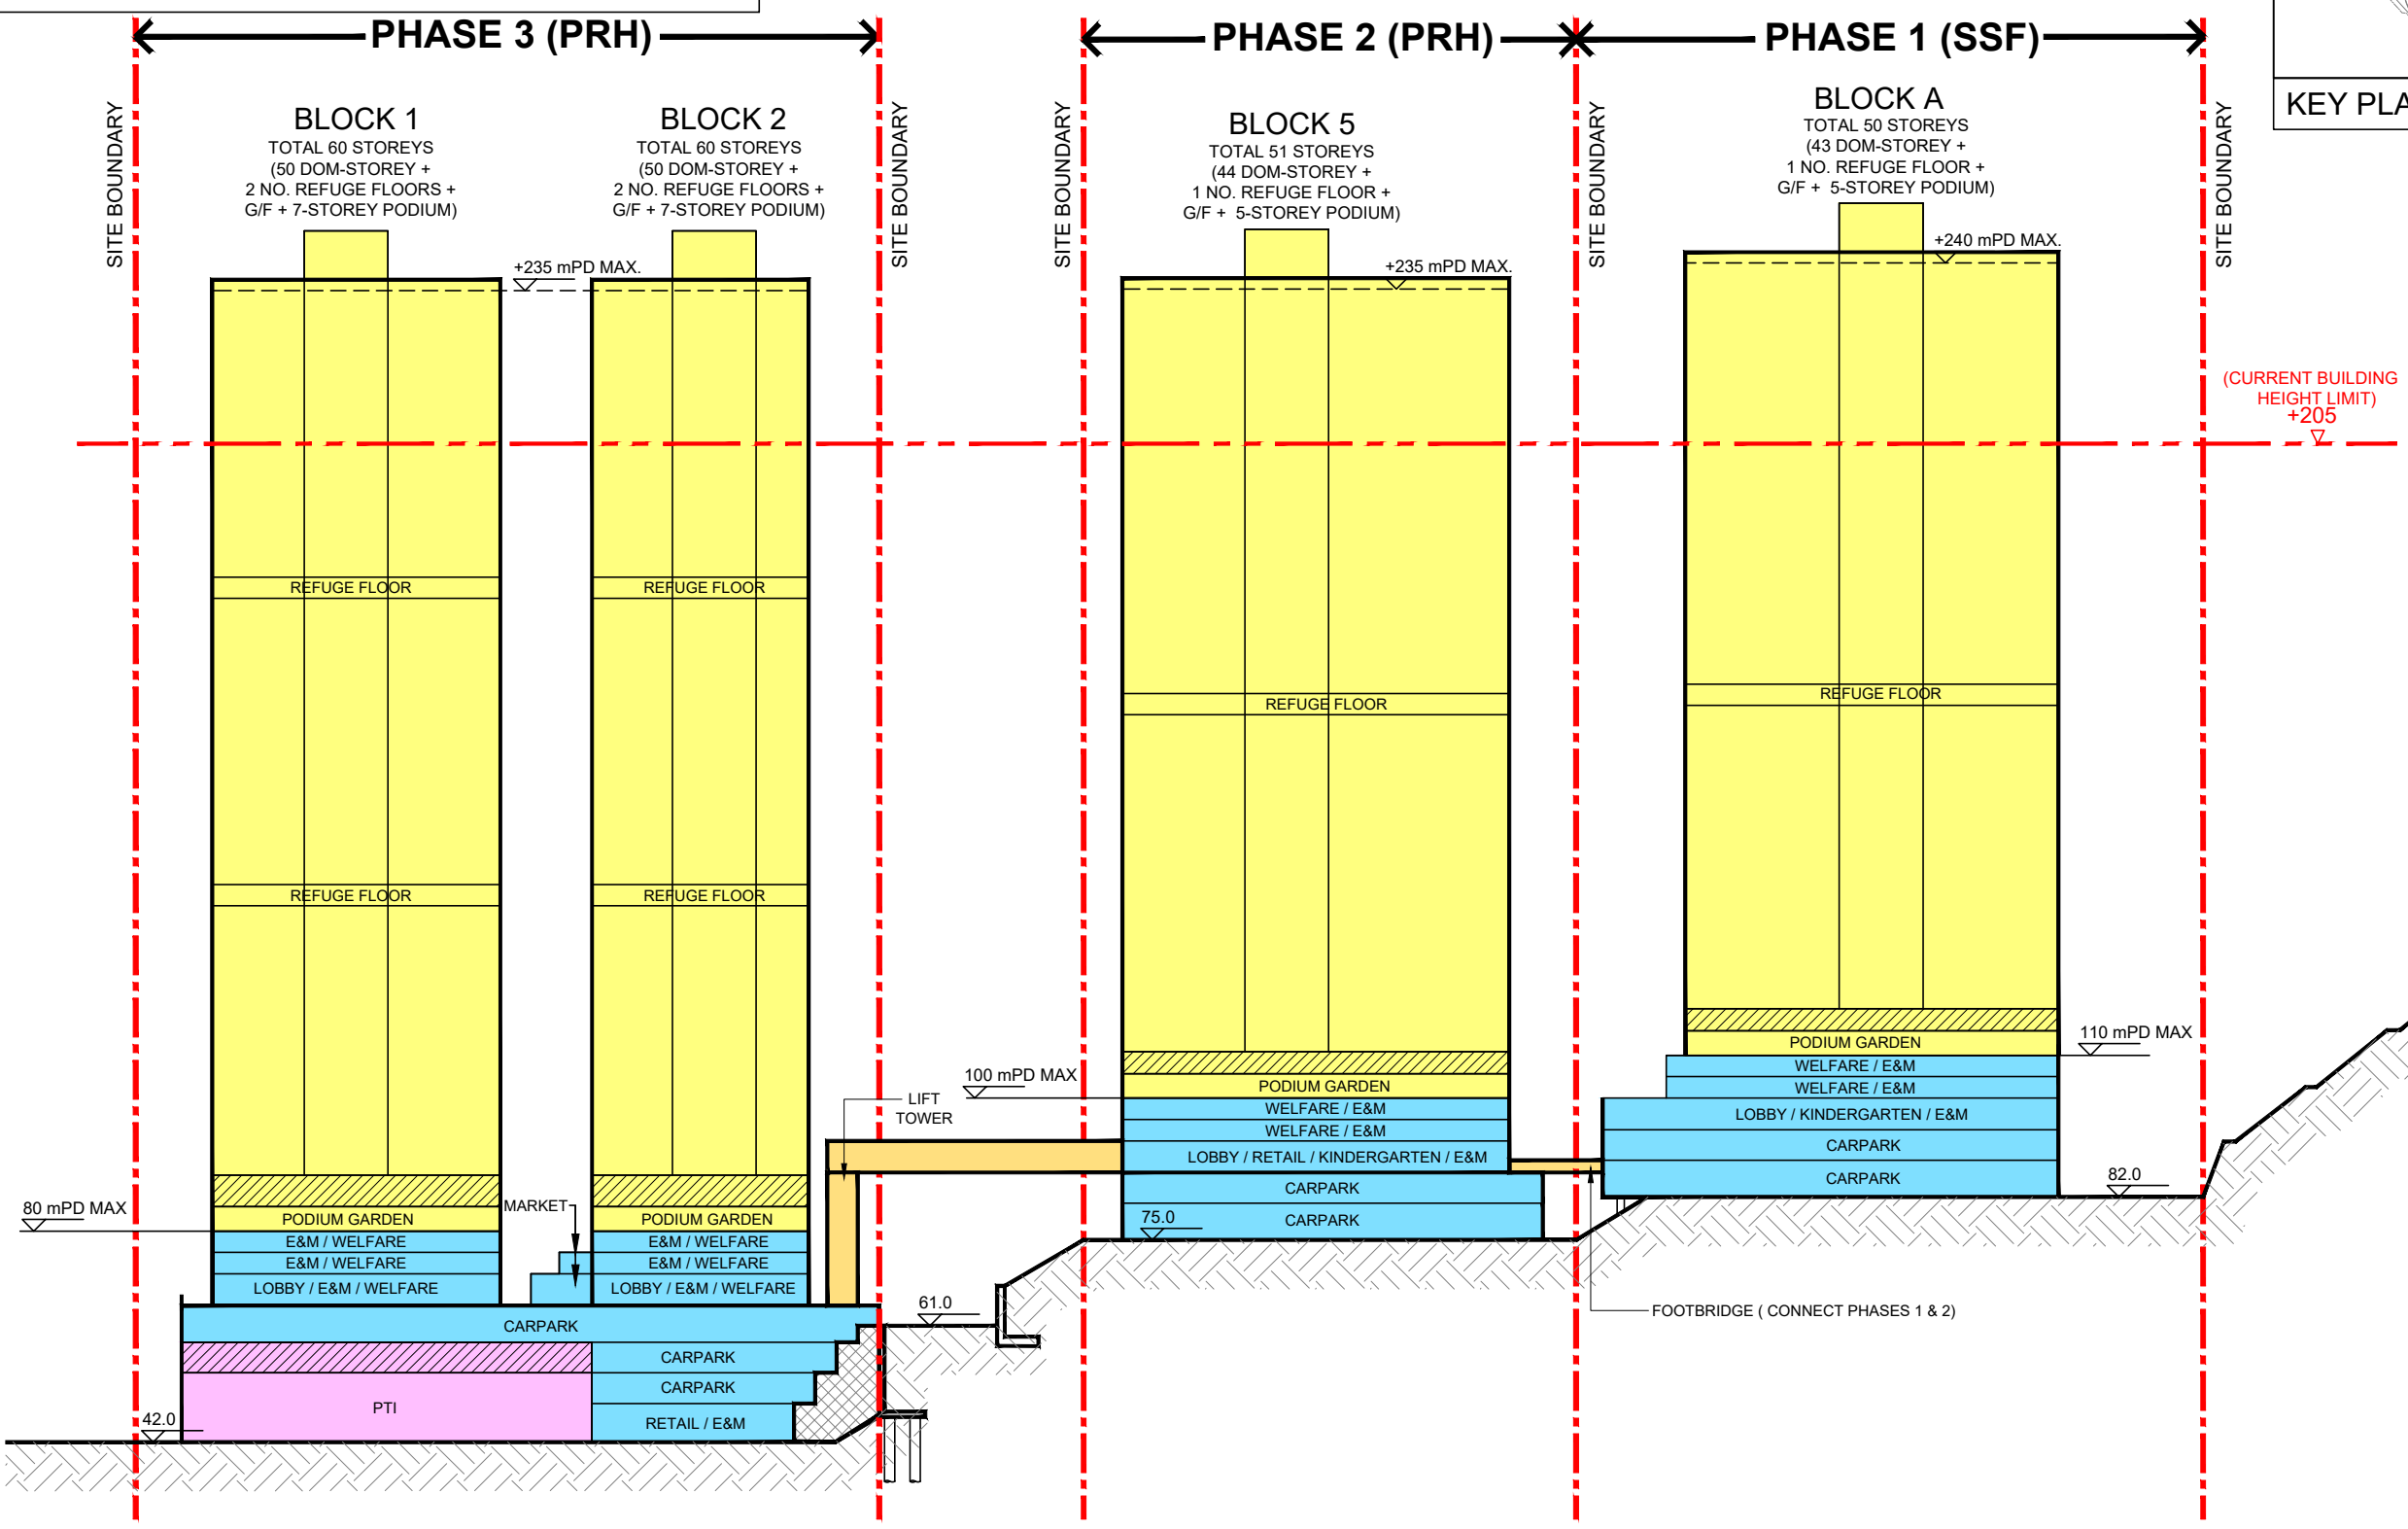 PHASE 3 (PRH)
PHASE 2 (PRH)
PHASE 1 (SSF)
KEY PLA
SITE BOUNDARY
BLOCK 1
TOTAL 60 STOREYS
(50 DOM-STOREY +
2 NO. REFUGE FLOORS +
G/F + 7-STOREY PODIUM)
BLOCK 2
TOTAL 60 STOREYS
(50 DOM-STOREY +
2 NO. REFUGE FLOORS +
G/F + 7-STOREY PODIUM)
SITE BOUNDARY
SITE BOUNDARY
BLOCK 5
TOTAL 51 STOREYS
(44 DOM-STOREY +
1 NO. REFUGE FLOOR +
G/F + 5-STOREY PODIUM)
SITE BOUNDARY
BLOCK A
TOTAL 50 STOREYS
(43 DOM-STOREY +
1 NO. REFUGE FLOOR +
G/F + 5-STOREY PODIUM)
SITE BOUNDARY
+235 mPD MAX.
+235 mPD MAX.
+240 mPD MAX.
(CURRENT BUILDING
HEIGHT LIMIT)
+205
REFUGE FLOOR
REFUGE FLOOR
REFUGE FLOOR
REFUGE FLOOR
REFUGE FLOOR
REFUGE FLOOR
80 mPD MAX
PODIUM GARDEN
E&M / WELFARE
E&M / WELFARE
LOBBY / E&M / WELFARE
MARKET
PODIUM GARDEN
E&M / WELFARE
E&M / WELFARE
LOBBY / E&M / WELFARE
CARPARK
CARPARK
CARPARK
RETAIL / E&M
PTI
42.0
61.0
LIFT
TOWER
100 mPD MAX
PODIUM GARDEN
WELFARE / E&M
WELFARE / E&M
LOBBY / RETAIL / KINDERGARTEN / E&M
CARPARK
CARPARK
75.0
110 mPD MAX
PODIUM GARDEN
WELFARE / E&M
WELFARE / E&M
LOBBY / KINDERGARTEN / E&M
CARPARK
CARPARK
82.0
FOOTBRIDGE ( CONNECT PHASES 1 & 2)